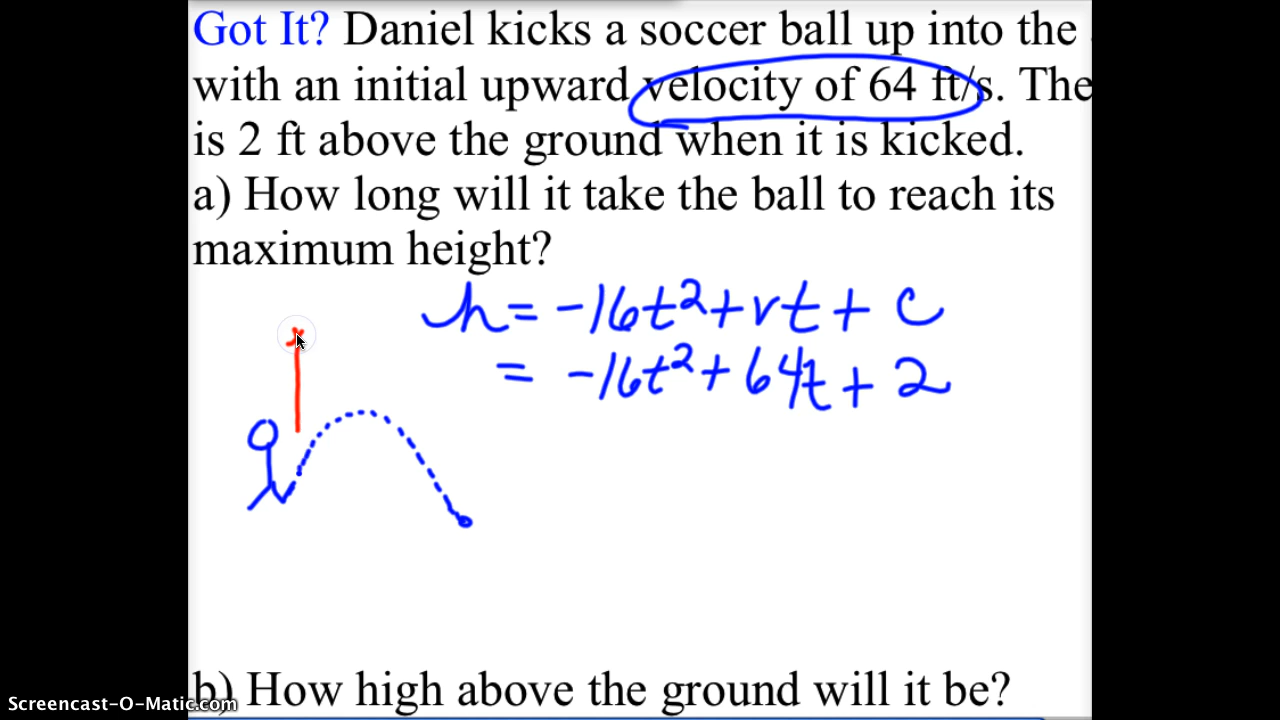 Got It? Daniel kicks a soccer ball up into the
with an initial upward velocity of 64 ft/s. The
is 2 ft above the ground when it is kicked.
a) How long will it take the ball to reach its
maximum height?
h = -16t² + vt + c
= -16t² + 64t + 2
b) How high above the ground will it be?
Screencast-O-Matic.com